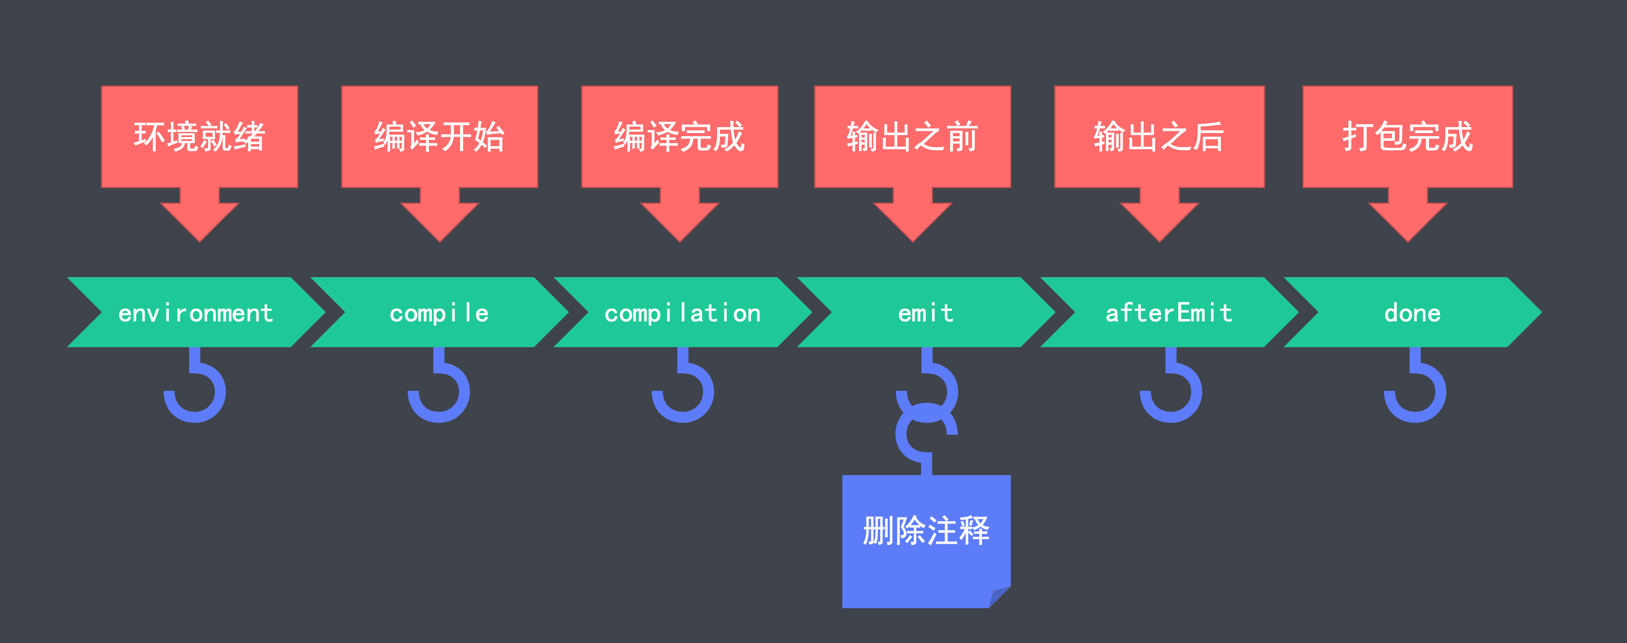 环境就绪
编译开始
编译完成
输出之前
输出之后
打包完成
environment
compile
compilation
emit
afterEmit
done
删除注释